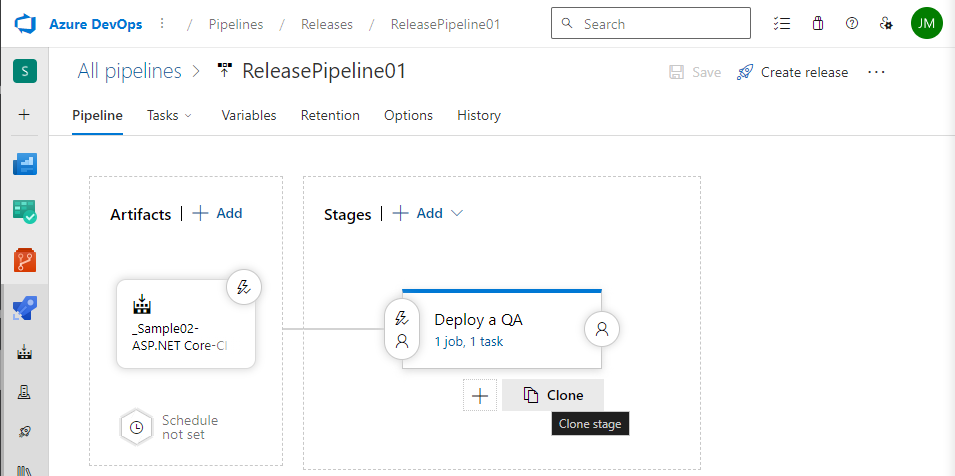 Azure DevOps / Pipelines / Releases / ReleasePipeline01 Search JM
S All pipelines > ReleasePipeline01 Save Create release
Pipeline Tasks Variables Retention Options History
Artifacts | + Add Stages | + Add
Deploy a QA
1 job, 1 task
_Sample02-
ASP.NET Core-CI
Clone
Schedule
not set
Clone stage